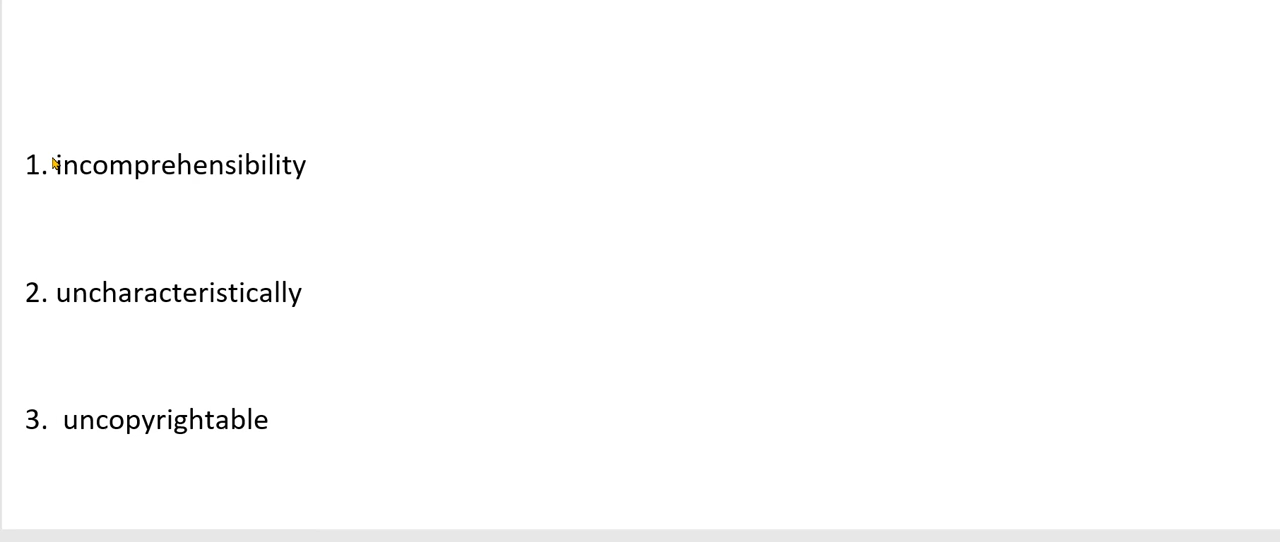 1. incomprehensibility
2. uncharacteristically
3. uncopyrightable